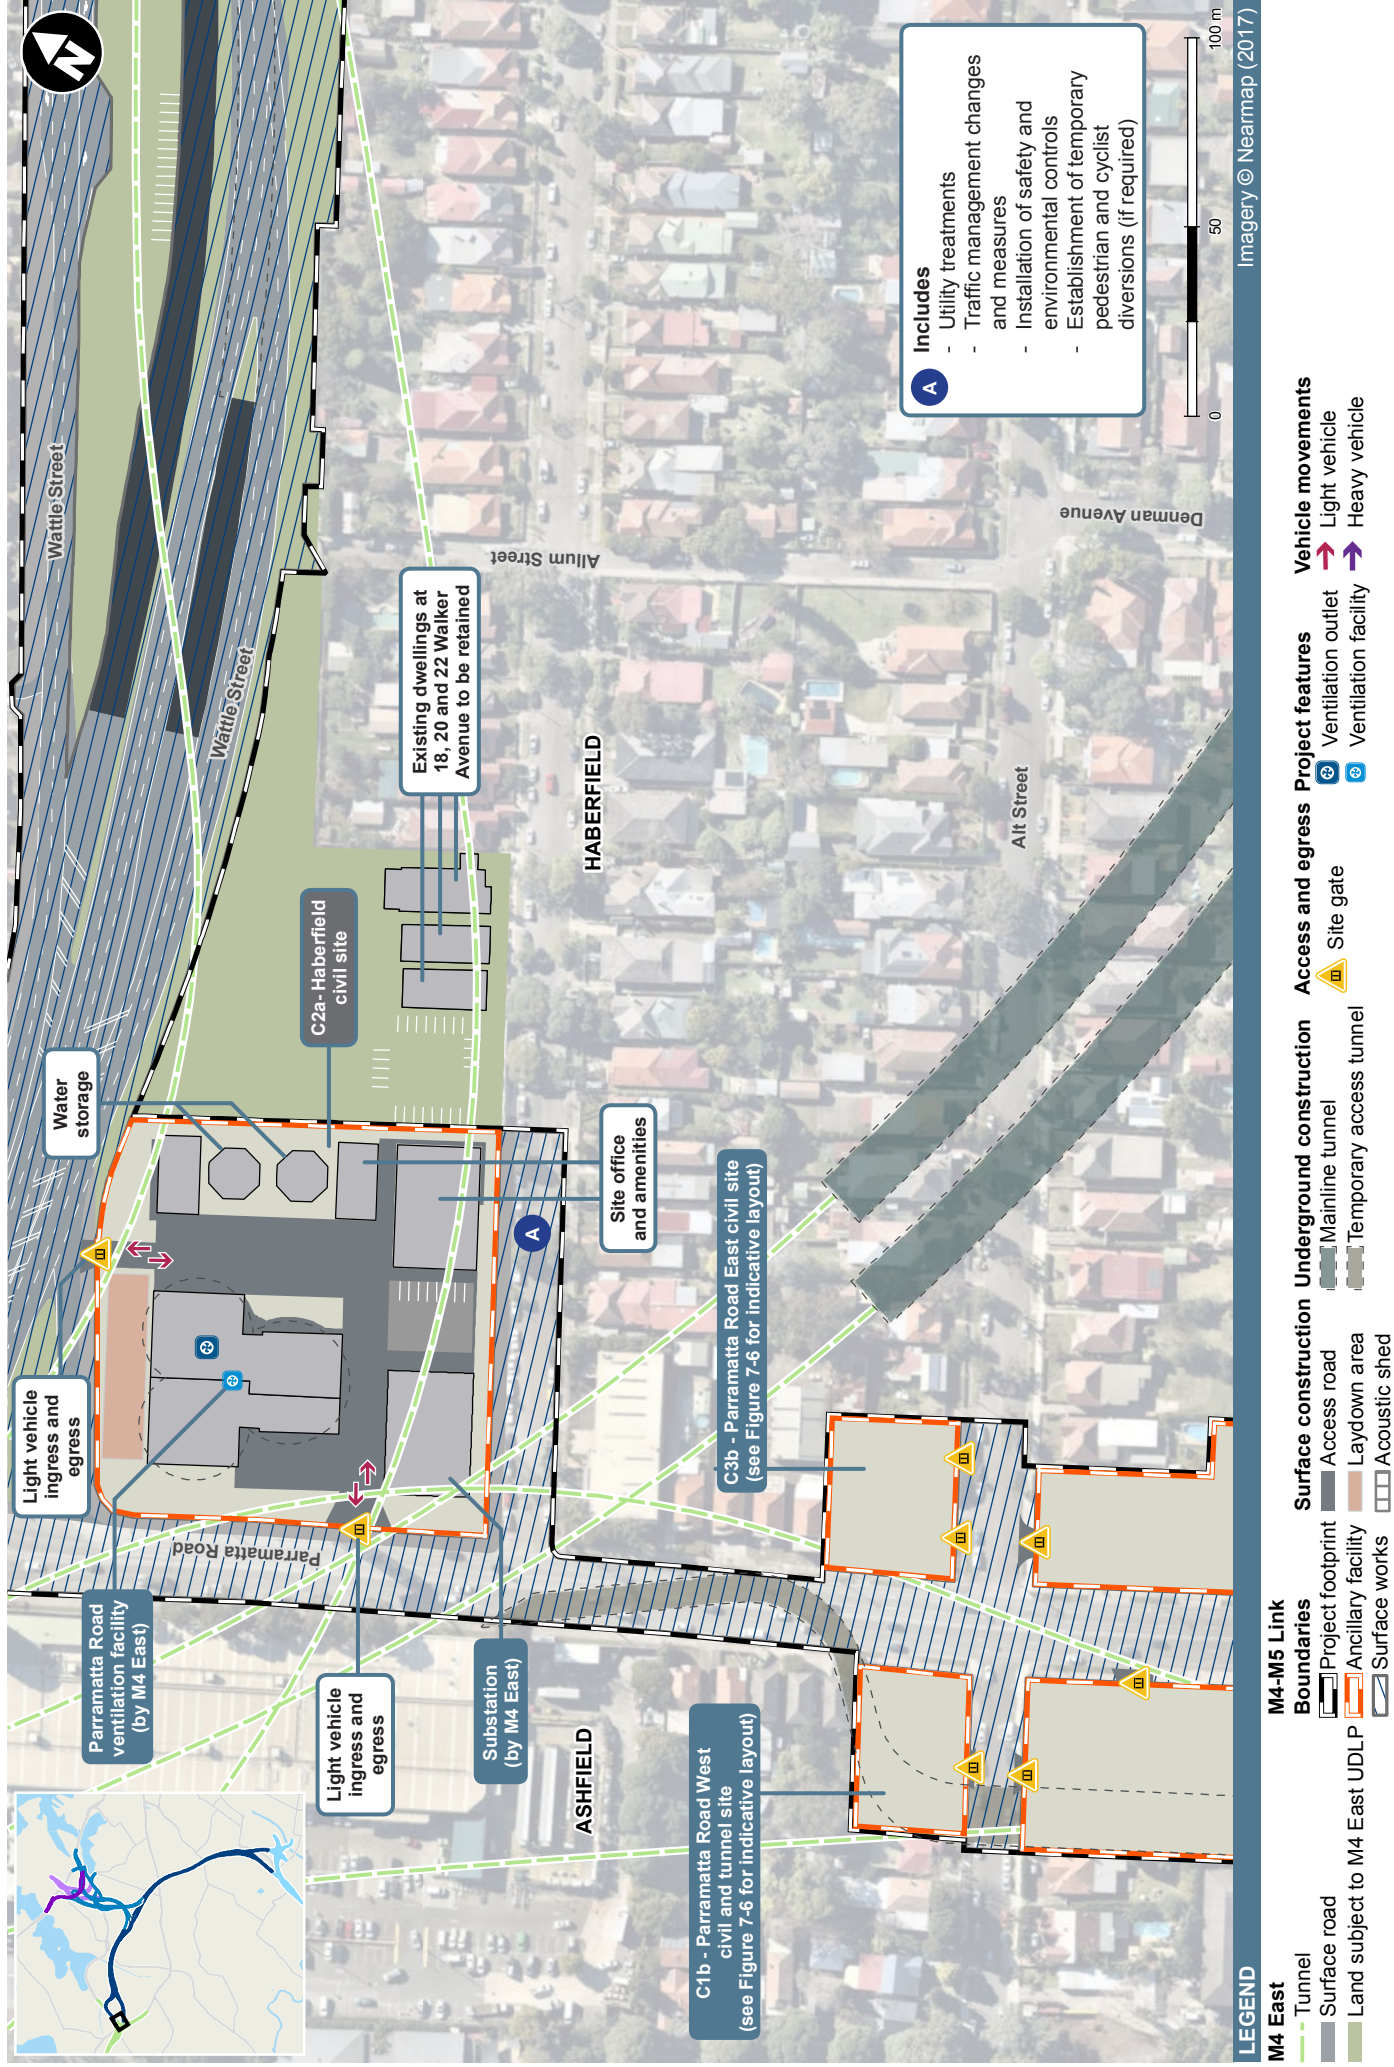 N
Wattle Street
Wattle Street
Allum Street
Denman Avenue
Alt Street
Parramatta Road
HABERFIELD
ASHFIELD
Light vehicle
ingress and
egress
Water
storage
Parramatta Road
ventilation facility
(by M4 East)
C2a- Haberfield
civil site
Existing dwellings at
18, 20 and 22 Walker
Avenue to be retained
Light vehicle
ingress and
egress
Substation
(by M4 East)
Site office
and amenities
A
C1b - Parramatta Road West
civil and tunnel site
(see Figure 7-6 for indicative layout)
C3b - Parramatta Road East civil site
(see Figure 7-6 for indicative layout)
A Includes
- Utility treatments
- Traffic management changes
and measures
- Installation of safety and
environmental controls
- Establishment of temporary
pedestrian and cyclist
diversions (if required)
0 50 100 m
LEGEND
Imagery © Nearmap (2017)
M4 East
Tunnel
Surface road
Land subject to M4 East UDLP
M4-M5 Link
Boundaries
Project footprint
Ancillary facility
Surface works
Surface construction
Access road
Laydown area
Acoustic shed
Underground construction
Mainline tunnel
Temporary access tunnel
Access and egress
Site gate
Project features
Ventilation outlet
Ventilation facility
Vehicle movements
Light vehicle
Heavy vehicle